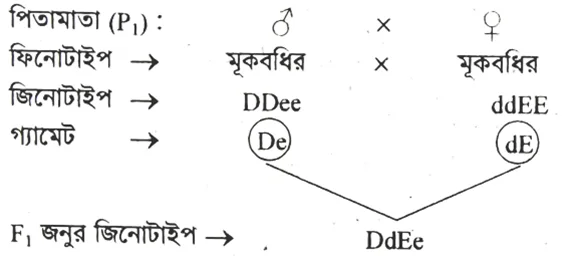 পিতামাতা (P₁) : ♂ × ♀
ফিনোটাইপ → মূকবধির × মূকবধির
জিনোটাইপ → DDee ddEE
গ্যামেট → De dE
F₁ জনুর জিনোটাইপ → DdEe